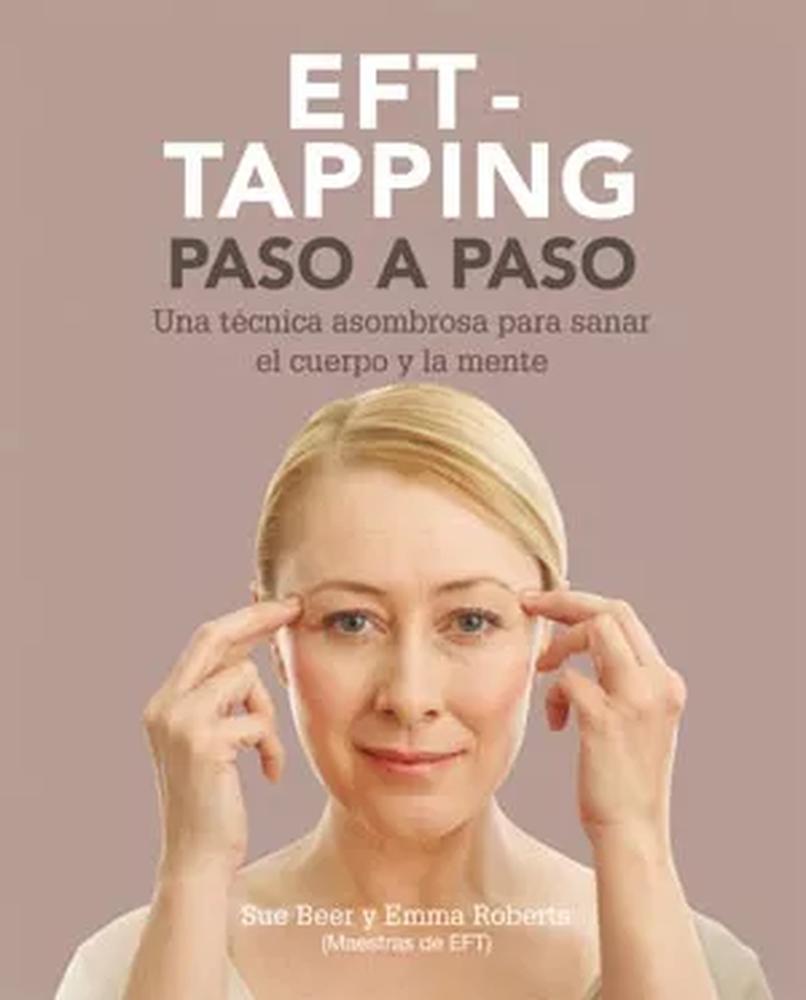 EFT-
TAPPING
PASO A PASO
Una técnica asombrosa para sanar
el cuerpo y la mente
Sue Beer y Emma Roberts
(Maestras de EFT)